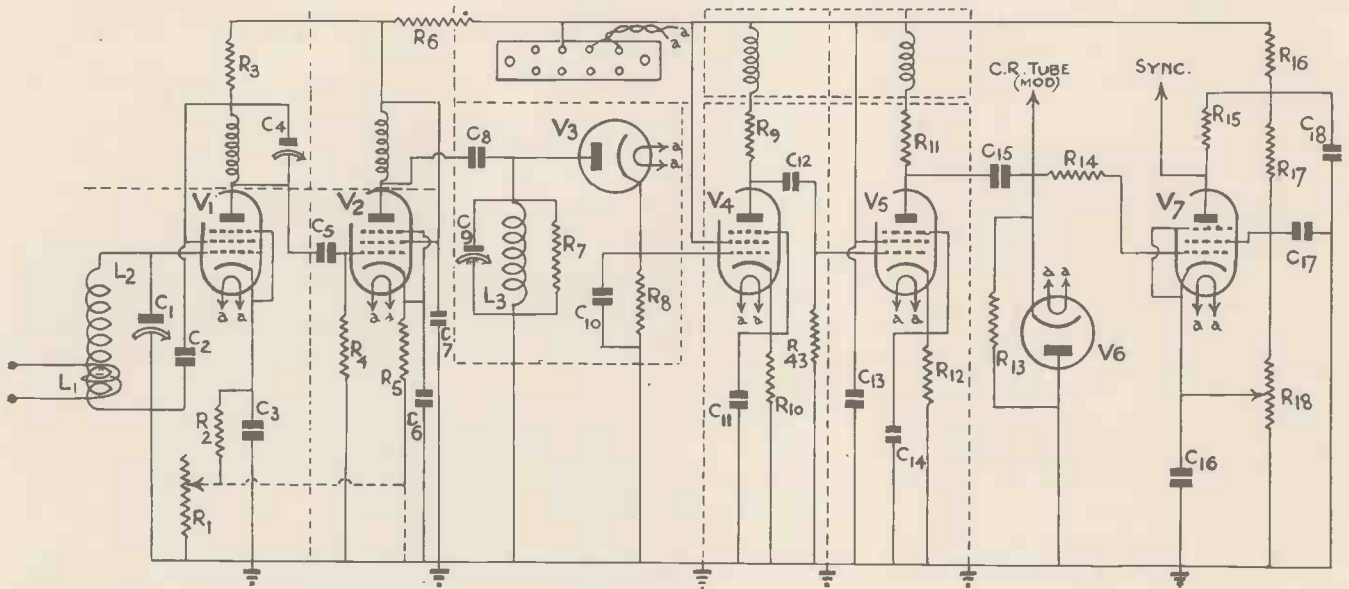 R6
a a
R3
C4
C8
V3
a
a
R9
C12
R11
C.R. TUBE
(MOD)
SYNC.
R16
R15
C18
R17
C15
R14
V1
V2
V4
V5
V7
C5
C9
L3
R7
R8
C10
L2
C1
C2
L1
a a
a a
a a
a a
a a
a a
C17
R4
R5
C7
C6
R2
C3
R1
C11
R10
R43
C13
C14
R12
R13
V6
C16
R18